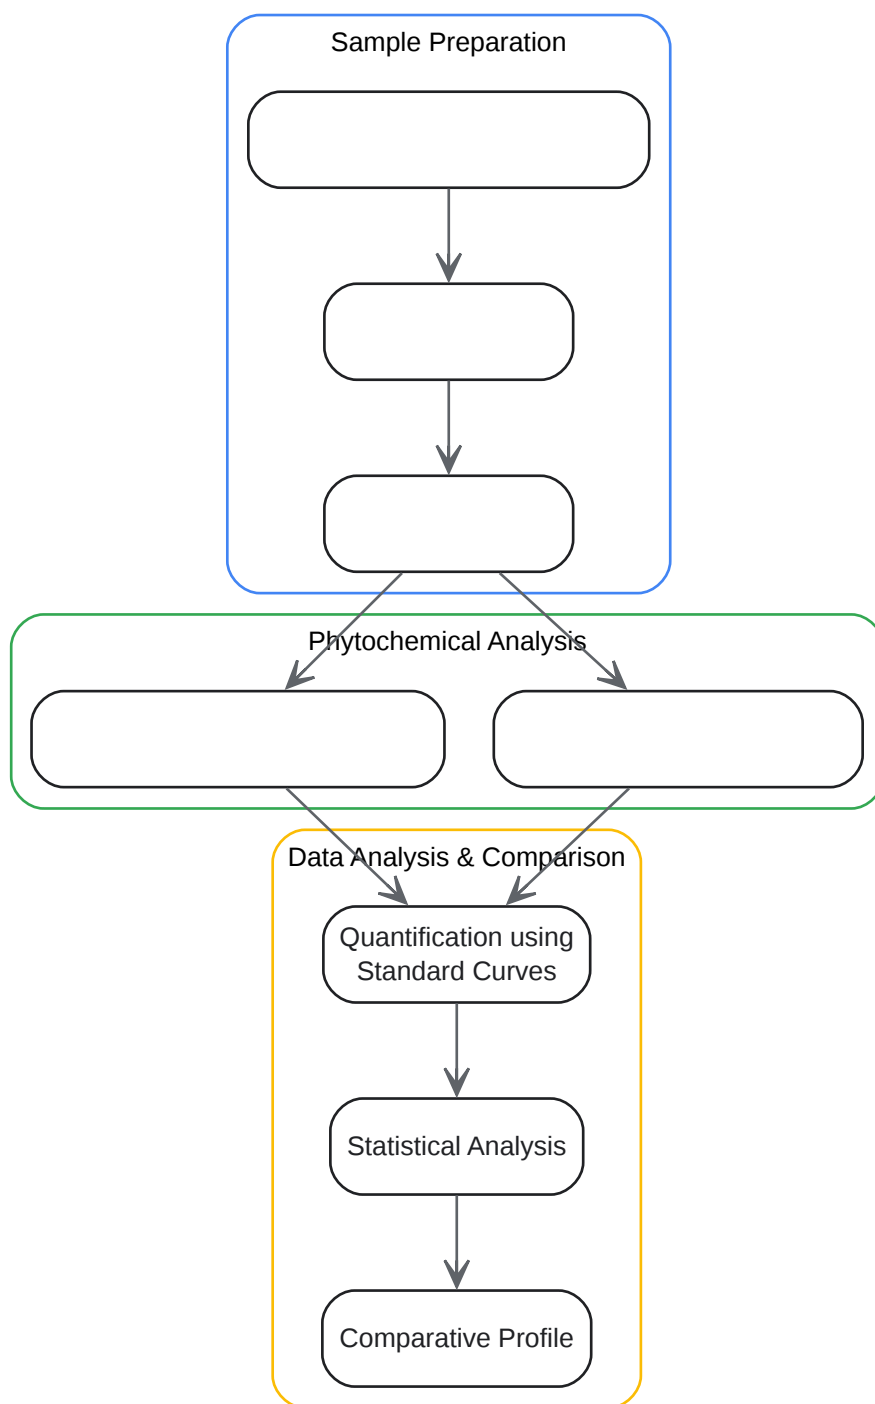 Sample Preparation
Phytochemical Analysis
Data Analysis & Comparison
Quantification using
Standard Curves
Statistical Analysis
Comparative Profile